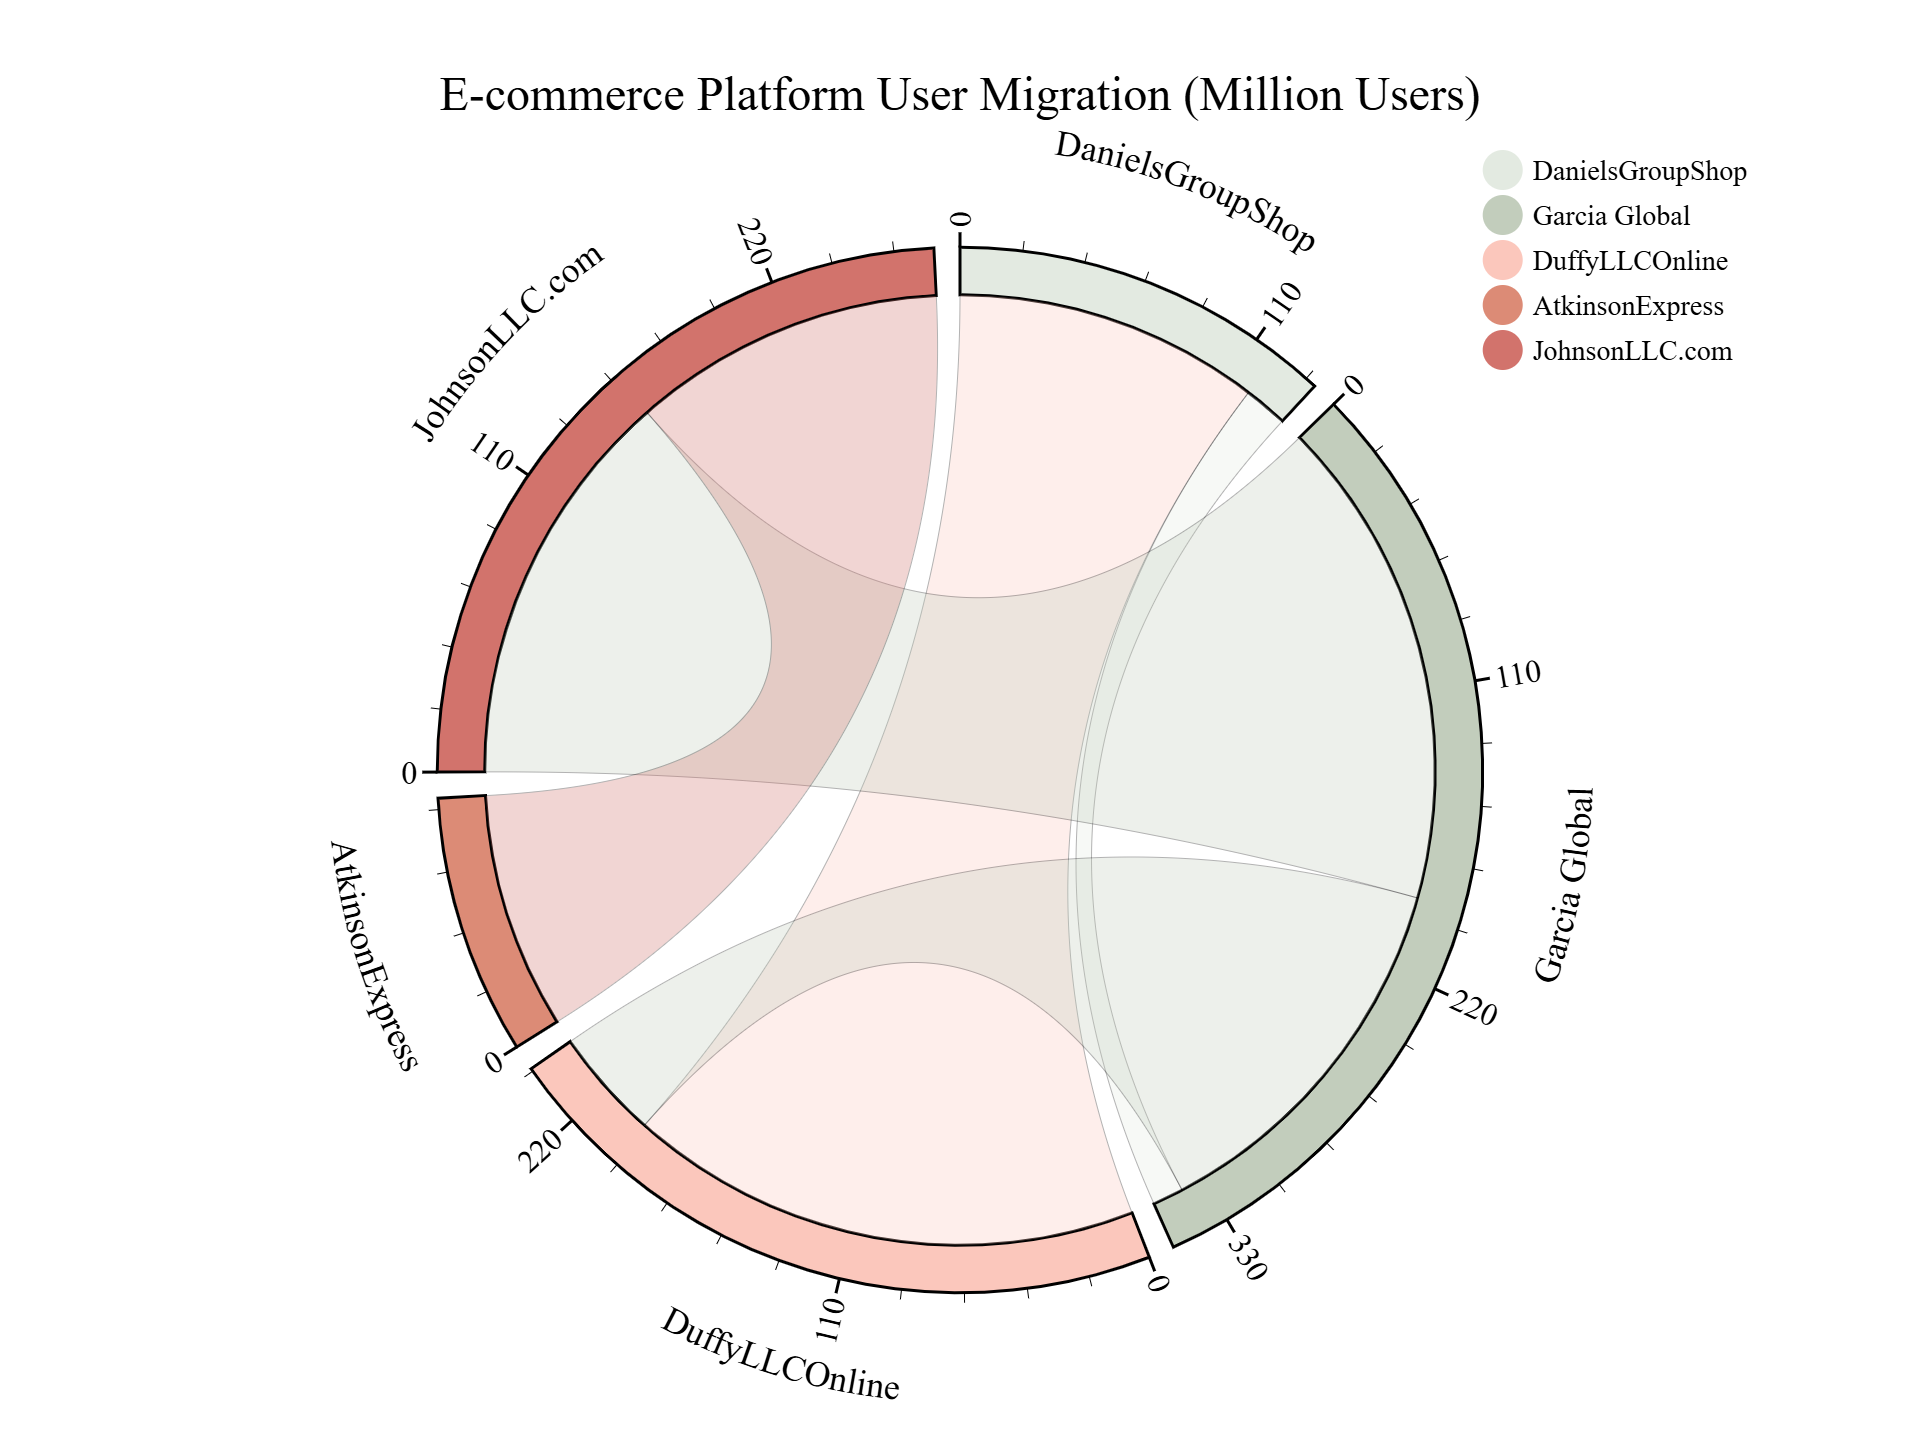 E-commerce Platform User Migration (Million Users)
DanielsGroupShop
Garcia Global
DuffyLLCOnline
AtkinsonExpress
JohnsonLLC.com
DanielsGroupShop
0
110
Garcia Global
0
110
220
330
DuffyLLCOnline
0
110
220
AtkinsonExpress
0
JohnsonLLC.com
0
110
220